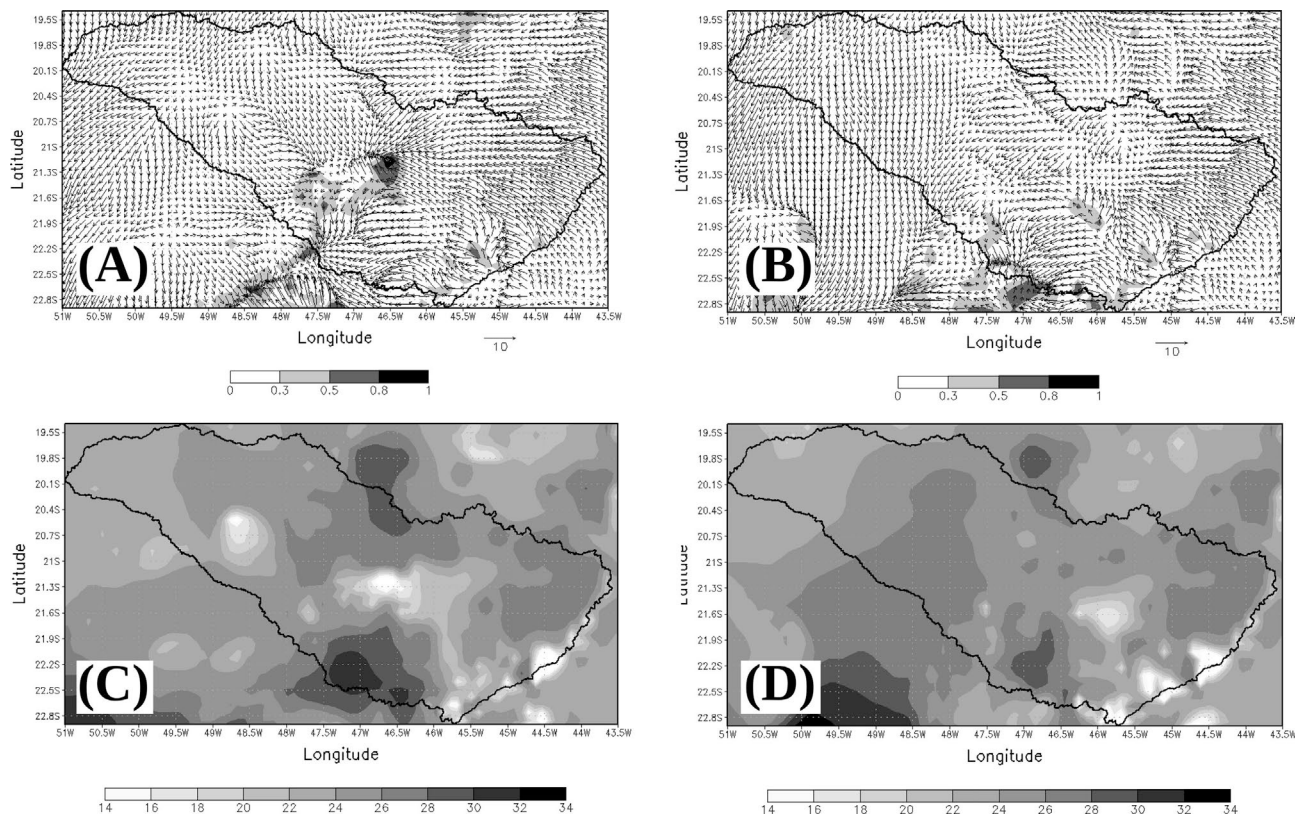 19.5S
19.8S
20.1S
20.4S
20.7S
21S
21.3S
21.6S
21.9S
22.2S
22.5S
22.8S
Latitude
(A)
51W 50.5W 50W 49.5W 49W 48.5W 48W 47.5W 47W 46.5W 46W 45.5W 45W 44.5W 44W 43.5W
Longitude
10
0 0.3 0.5 0.8 1
19.5S
19.8S
20.1S
20.4S
20.7S
21S
21.3S
21.6S
21.9S
22.2S
22.5S
22.8S
Latitude
(B)
51W 50.5W 50W 49.5W 49W 48.5W 48W 47.5W 47W 46.5W 46W 45.5W 45W 44.5W 44W 43.5W
Longitude
10
0 0.3 0.5 0.8 1
19.5S
19.8S
20.1S
20.4S
20.7S
21S
21.3S
21.6S
21.9S
22.2S
22.5S
22.8S
Latitude
(C)
51W 50.5W 50W 49.5W 49W 48.5W 48W 47.5W 47W 46.5W 46W 45.5W 45W 44.5W 44W 43.5W
Longitude
14 16 18 20 22 24 26 28 30 32 34
19.5S
19.8S
20.1S
20.4S
20.7S
21S
21.3S
21.6S
21.9S
22.2S
22.5S
22.8S
Latitude
(D)
51W 50.5W 50W 49.5W 49W 48.5W 48W 47.5W 47W 46.5W 46W 45.5W 45W 44.5W 44W 43.5W
Longitude
14 16 18 20 22 24 26 28 30 32 34